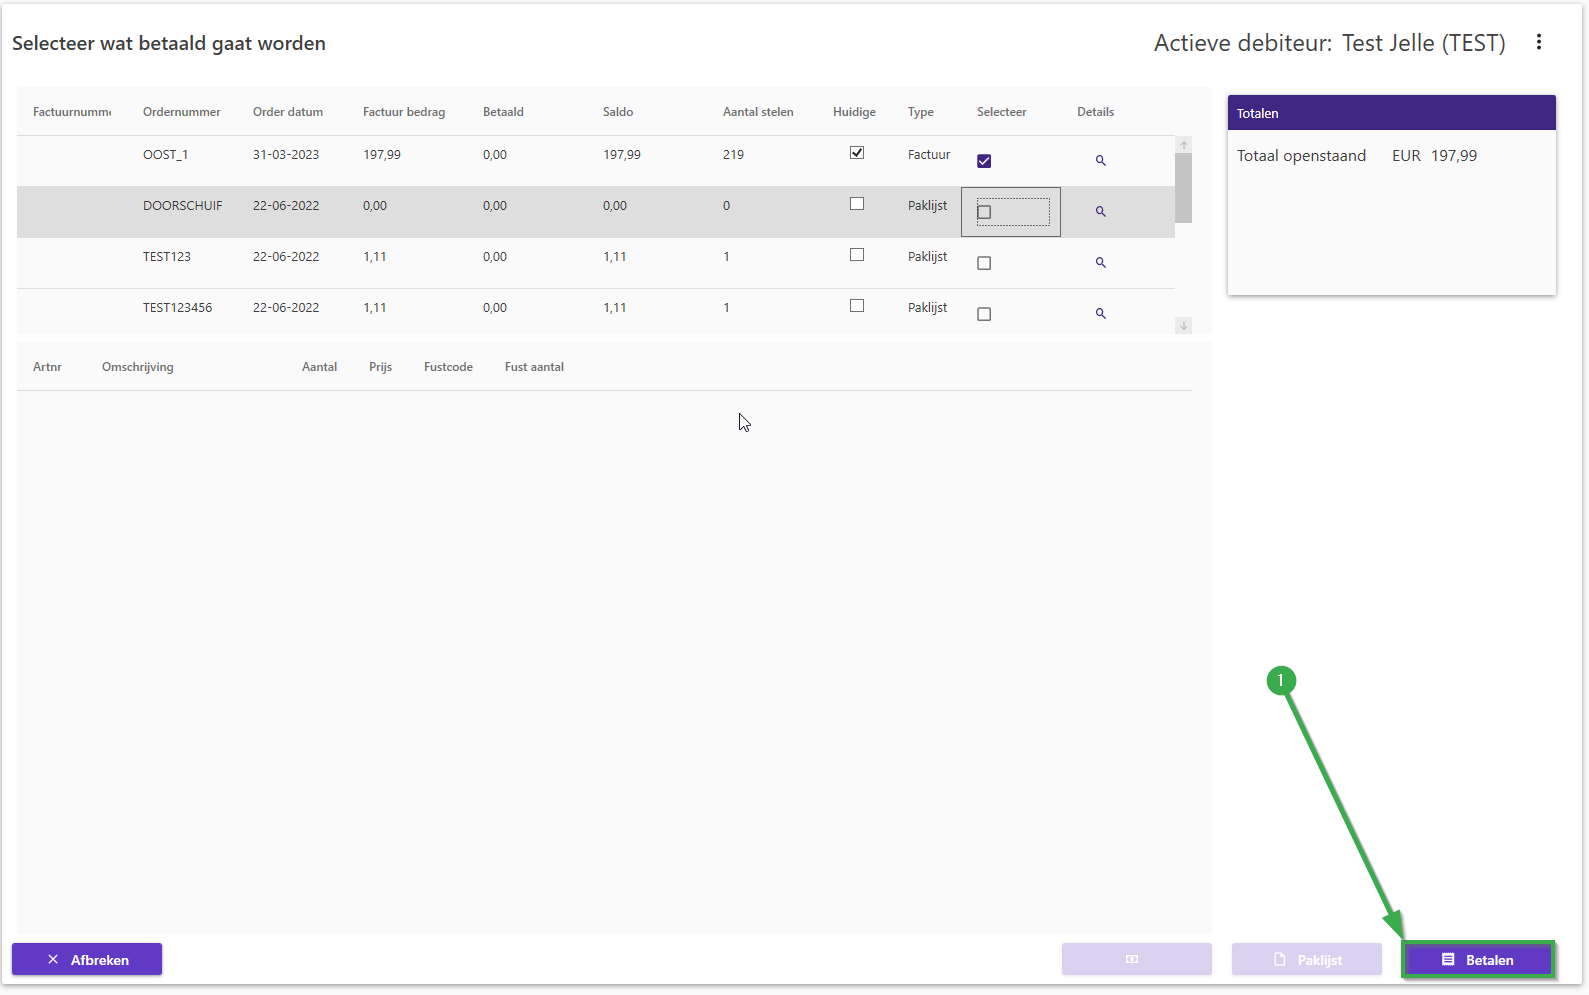 Selecteer wat betaald gaat worden
Actieve debiteur: Test Jelle (TEST)
Factuurnumme Ordernummer Order datum Factuur bedrag Betaald Saldo Aantal stelen Huidige Type Selecteer Details
OOST_1 31-03-2023 197,99 0,00 197,99 219 Factuur
DOORSCHUIF 22-06-2022 0,00 0,00 0,00 0 Paklijst
TEST123 22-06-2022 1,11 0,00 1,11 1 Paklijst
TEST123456 22-06-2022 1,11 0,00 1,11 1 Paklijst
Totalen
Totaal openstaand EUR 197,99
Artnr Omschrijving Aantal Prijs Fustcode Fust aantal
1
Afbreken
Paklijst
Betalen